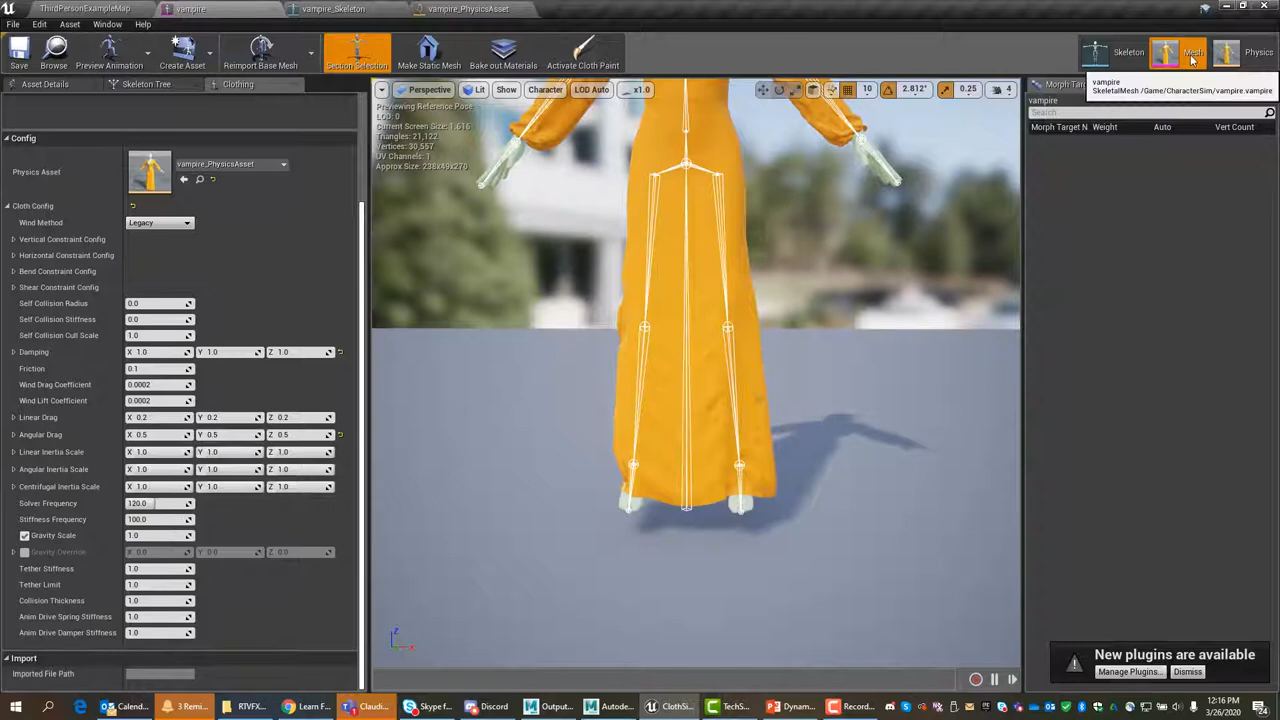 ThirdPersonExampleMap
vampire
vampire_Skeleton
vampire_PhysicsAsset
File Edit Asset Window Help
Save Browse Preview Animation Create Asset Reimport Base Mesh Section Selection Make Static Mesh Bake out Materials Activate Cloth Paint
Skeleton Mesh Physics
vampire
SkeletalMesh /Game/CharacterSim/vampire.vampire
Asset Details Skeleton Tree Clothing
Perspective Lit Show Character LOD Auto x1.0 10 2.812° 0.25 4
Previewing Reference Pose
LOD: 0
Current Screen Size: 1.616
Triangles: 21,122
Vertices: 30,557
UV Channels: 1
Approx Size: 238x49x270
Morph Targ
vampire
Search
Morph Target N Weight Auto Vert Count
Config
Physics Asset vampire_PhysicsAsset
Cloth Config
Wind Method Legacy
Vertical Constraint Config
Horizontal Constraint Config
Bend Constraint Config
Shear Constraint Config
Self Collision Radius 0.0
Self Collision Stiffness 0.0
Self Collision Cull Scale 1.0
Damping X 1.0 Y 1.0 Z 1.0
Friction 0.1
Wind Drag Coefficient 0.0002
Wind Lift Coefficient 0.0002
Linear Drag X 0.2 Y 0.2 Z 0.2
Angular Drag X 0.5 Y 0.5 Z 0.5
Linear Inertia Scale X 1.0 Y 1.0 Z 1.0
Angular Inertia Scale X 1.0 Y 1.0 Z 1.0
Centrifugal Inertia Scale X 1.0 Y 1.0 Z 1.0
Solver Frequency 120.0
Stiffness Frequency 100.0
Gravity Scale 1.0
Gravity Override X 0.0 Y 0.0 Z 0.0
Tether Stiffness 1.0
Tether Limit 1.0
Collision Thickness 1.0
Anim Drive Spring Stiffness 1.0
Anim Drive Damper Stiffness 1.0
Import
Imported File Path
Z
X
New plugins are available
Manage Plugins... Dismiss
Calend... 3 Remi... RTVFX... Learn F... Claudi... Skype f... Discord Output... Autode... ClothSi... TechS... Dynam... Record...
12:16 PM
3/26/2020